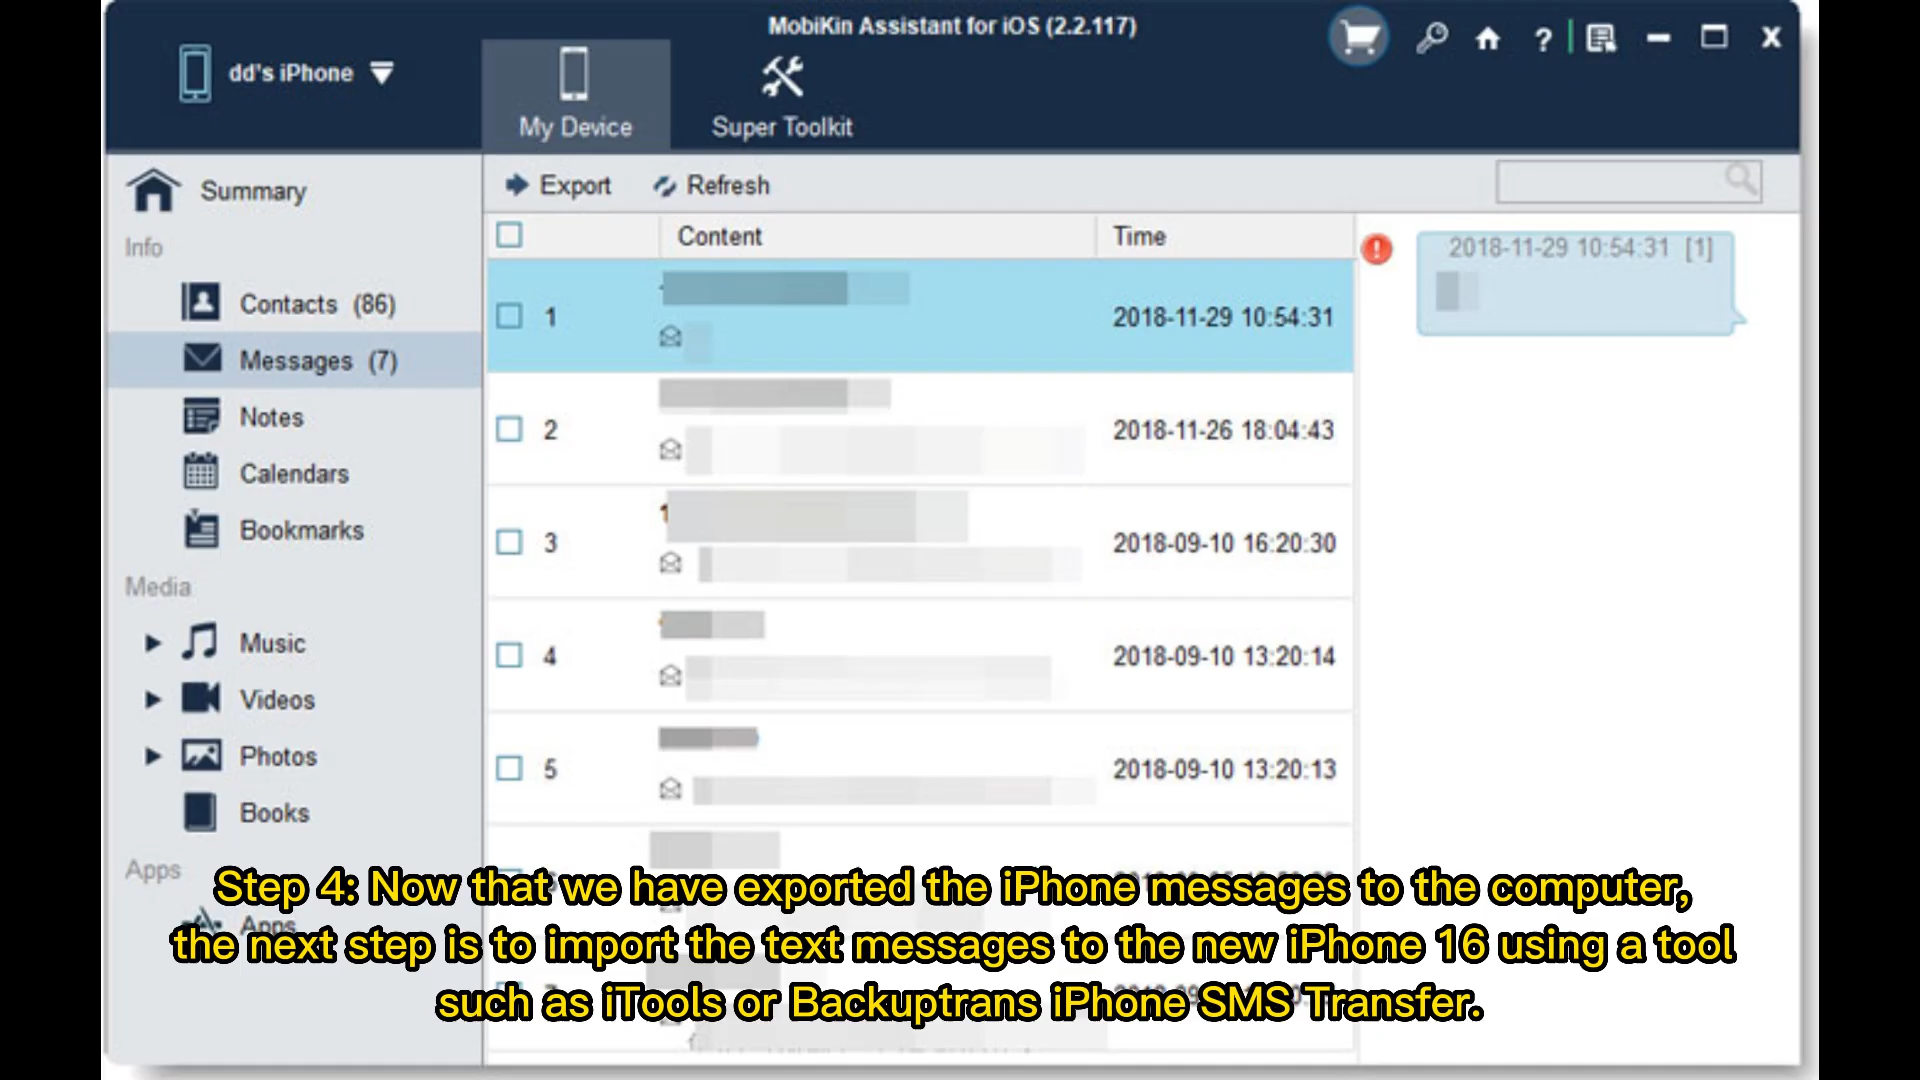 MobiKin Assistant for iOS (2.2.117)
dd's iPhone
My Device
Super Toolkit
?
Summary
Info
Contacts (86)
Messages (7)
Notes
Calendars
Bookmarks
Media
Music
Videos
Photos
Books
Apps
Apps
Export
Refresh
Content
Time
1
2018-11-29 10:54:31
2
2018-11-26 18:04:43
3
2018-09-10 16:20:30
4
2018-09-10 13:20:14
5
2018-09-10 13:20:13
2018-11-29 10:54:31 [1]
Step 4: Now that we have exported the iPhone messages to the computer,
the next step is to import the text messages to the new iPhone 16 using a tool
such as iTools or Backuptrans iPhone SMS Transfer.